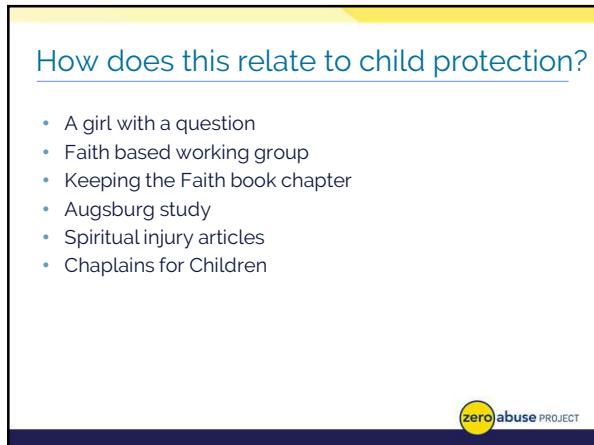 How does this relate to child protection?
• A girl with a question
• Faith based working group
• Keeping the Faith book chapter
• Augsburg study
• Spiritual injury articles
• Chaplains for Children
zero abuse PROJECT